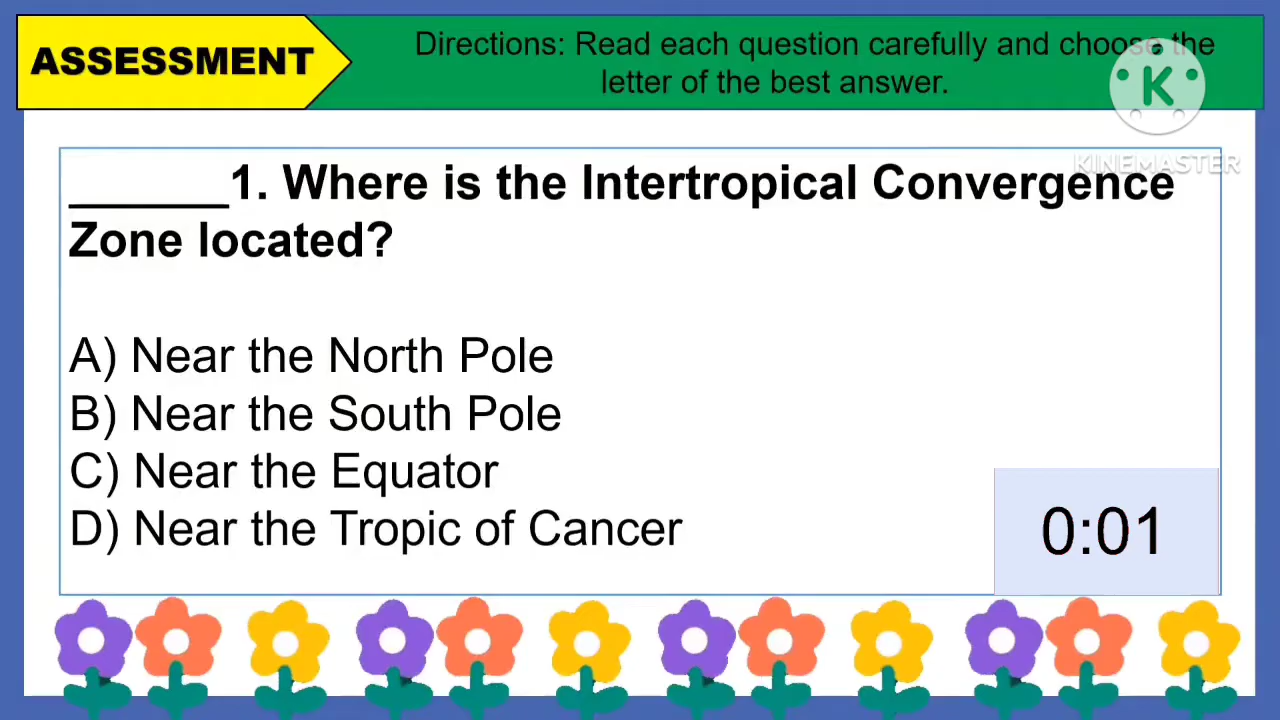 ASSESSMENT
Directions: Read each question carefully and choose the
letter of the best answer.
K
KINEMASTER
______1. Where is the Intertropical Convergence
Zone located?
A) Near the North Pole
B) Near the South Pole
C) Near the Equator
D) Near the Tropic of Cancer
0:01